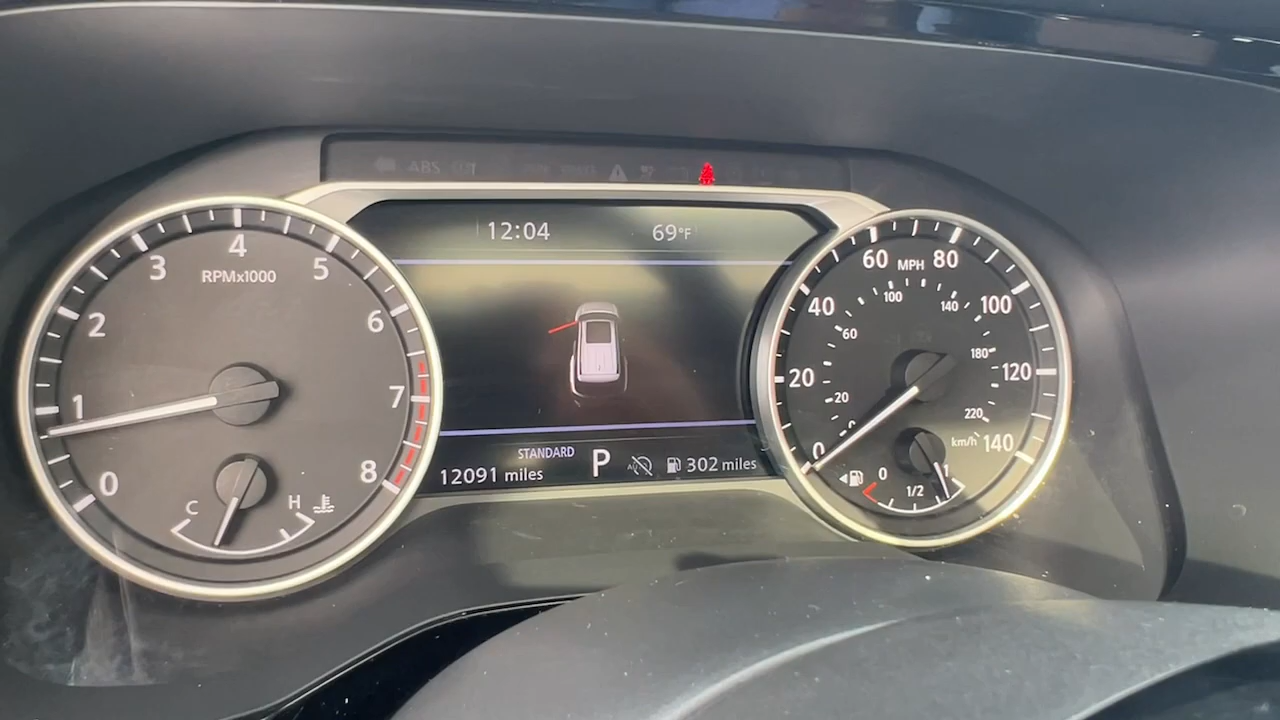 ABS
12:04 69°F
4
3 5
RPMx1000
2 6
1 7
0 8
C H
60 MPH 80
40 100
100 140
60 180
20 120
20 220
0 km/h 140
0 1
1/2
STANDARD
12091 miles P 302 miles